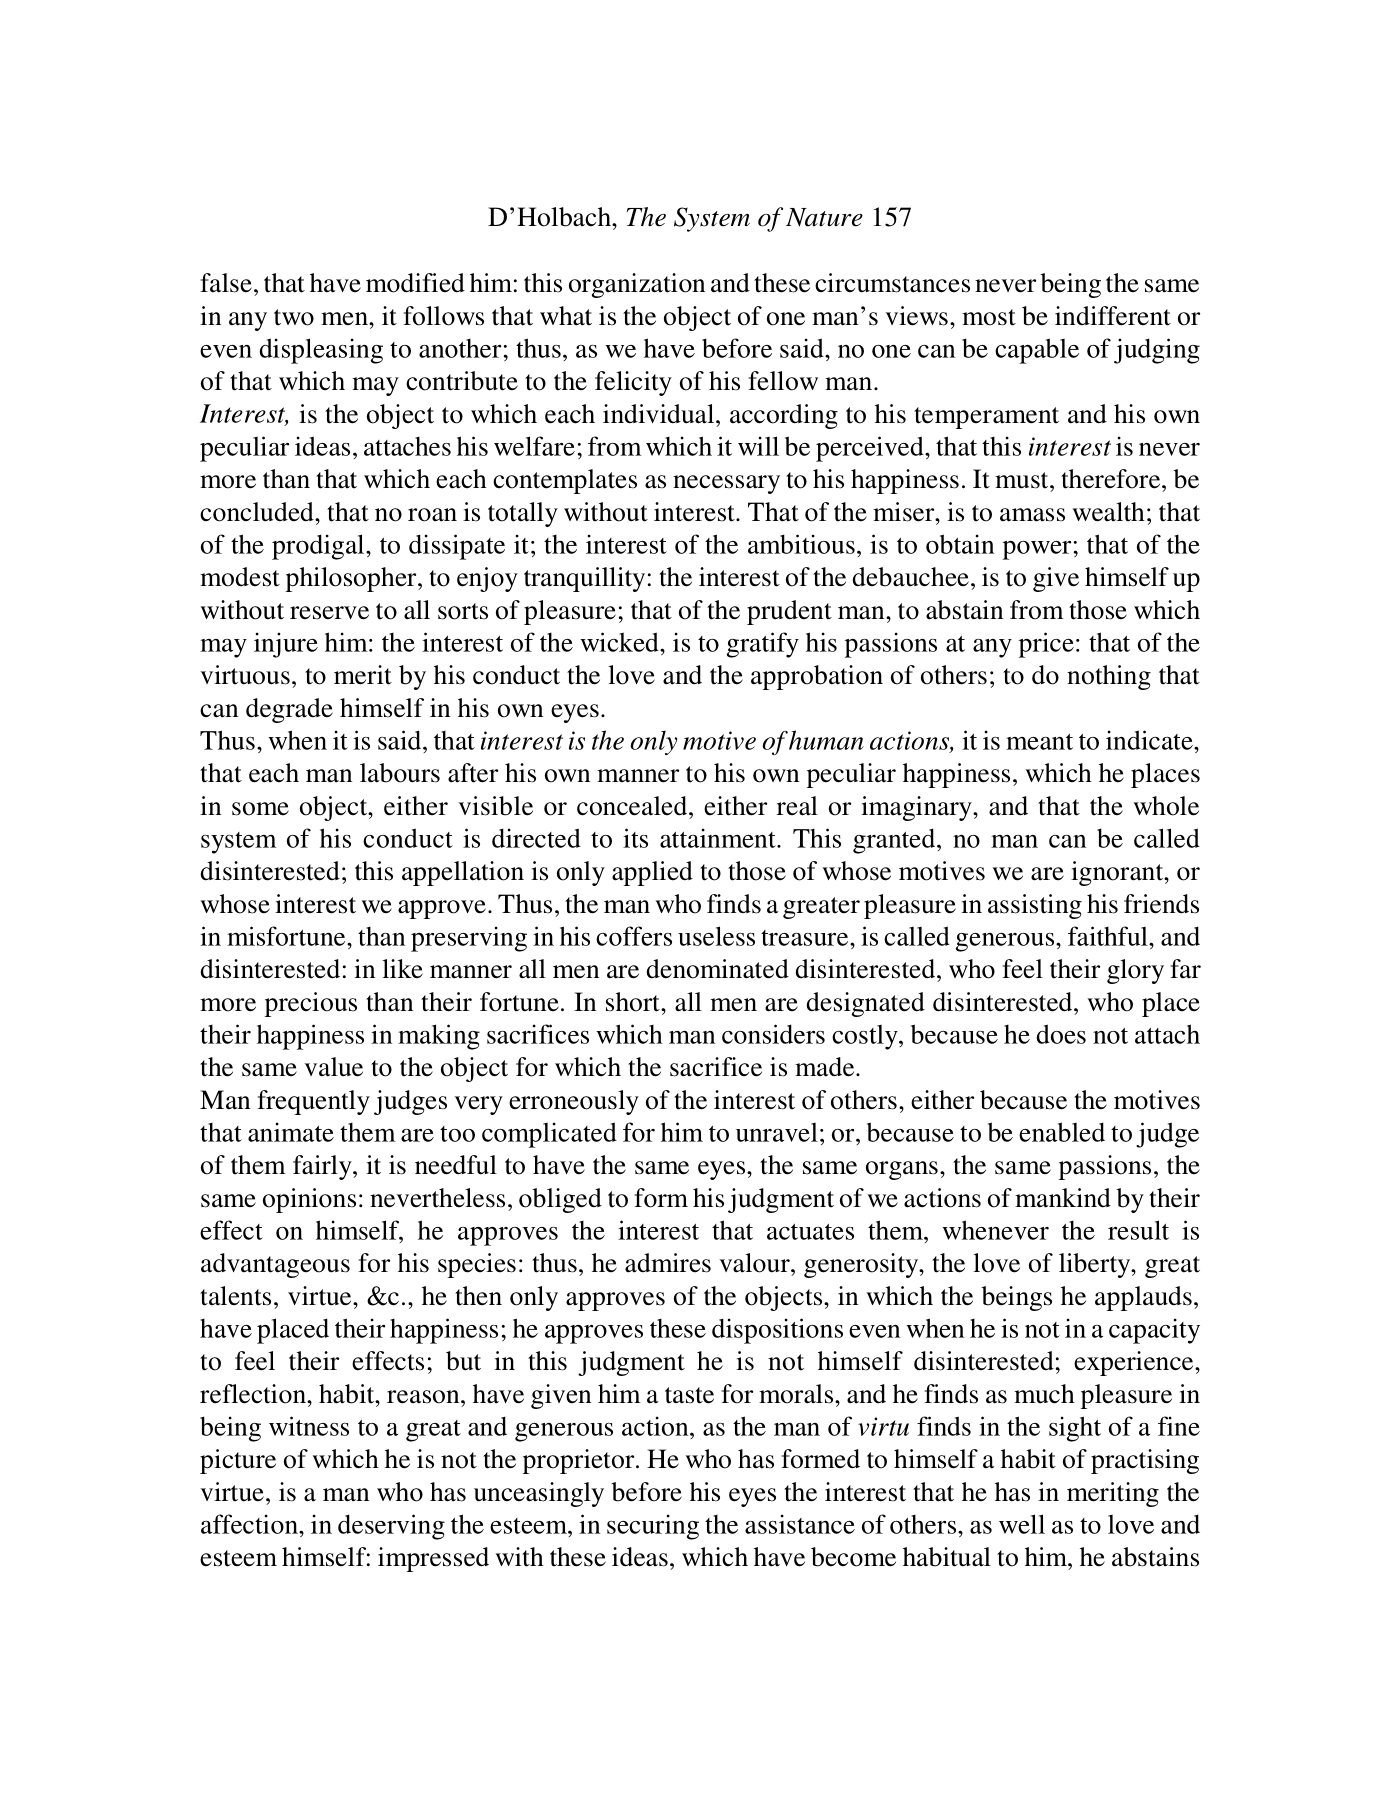 D’Holbach, The System of Nature 157
false, that have modified him: this organization and these circumstances never being the same
in any two men, it follows that what is the object of one man’s views, most be indifferent or
even displeasing to another; thus, as we have before said, no one can be capable of judging
of that which may contribute to the felicity of his fellow man.
Interest, is the object to which each individual, according to his temperament and his own
peculiar ideas, attaches his welfare; from which it will be perceived, that this interest is never
more than that which each contemplates as necessary to his happiness. It must, therefore, be
concluded, that no roan is totally without interest. That of the miser, is to amass wealth; that
of the prodigal, to dissipate it; the interest of the ambitious, is to obtain power; that of the
modest philosopher, to enjoy tranquillity: the interest of the debauchee, is to give himself up
without reserve to all sorts of pleasure; that of the prudent man, to abstain from those which
may injure him: the interest of the wicked, is to gratify his passions at any price: that of the
virtuous, to merit by his conduct the love and the approbation of others; to do nothing that
can degrade himself in his own eyes.
Thus, when it is said, that interest is the only motive of human actions, it is meant to indicate,
that each man labours after his own manner to his own peculiar happiness, which he places
in some object, either visible or concealed, either real or imaginary, and that the whole
system of his conduct is directed to its attainment. This granted, no man can be called
disinterested; this appellation is only applied to those of whose motives we are ignorant, or
whose interest we approve. Thus, the man who finds a greater pleasure in assisting his friends
in misfortune, than preserving in his coffers useless treasure, is called generous, faithful, and
disinterested: in like manner all men are denominated disinterested, who feel their glory far
more precious than their fortune. In short, all men are designated disinterested, who place
their happiness in making sacrifices which man considers costly, because he does not attach
the same value to the object for which the sacrifice is made.
Man frequently judges very erroneously of the interest of others, either because the motives
that animate them are too complicated for him to unravel; or, because to be enabled to judge
of them fairly, it is needful to have the same eyes, the same organs, the same passions, the
same opinions: nevertheless, obliged to form his judgment of we actions of mankind by their
effect on himself, he approves the interest that actuates them, whenever the result is
advantageous for his species: thus, he admires valour, generosity, the love of liberty, great
talents, virtue, &c., he then only approves of the objects, in which the beings he applauds,
have placed their happiness; he approves these dispositions even when he is not in a capacity
to feel their effects; but in this judgment he is not himself disinterested; experience,
reflection, habit, reason, have given him a taste for morals, and he finds as much pleasure in
being witness to a great and generous action, as the man of virtu finds in the sight of a fine
picture of which he is not the proprietor. He who has formed to himself a habit of practising
virtue, is a man who has unceasingly before his eyes the interest that he has in meriting the
affection, in deserving the esteem, in securing the assistance of others, as well as to love and
esteem himself: impressed with these ideas, which have become habitual to him, he abstains